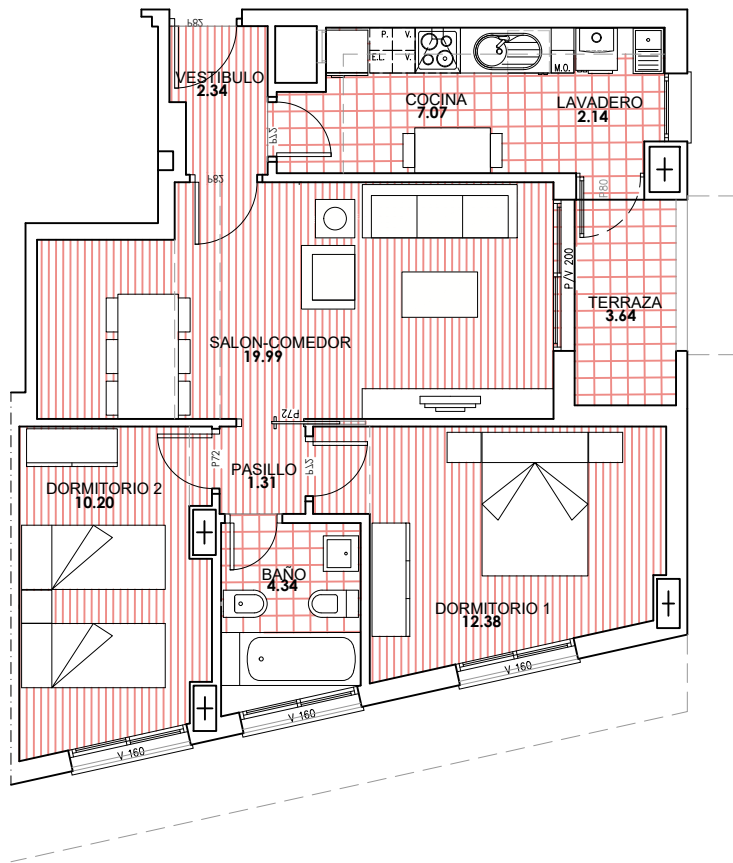 P82
VESTIBULO
2.34
P.
V.
E.L.
V.
M.O.
COCINA
7.07
LAVADERO
2.14
P72
P82
P80
P/V 200
TERRAZA
3.64
SALON-COMEDOR
19.99
P72
P72
PASILLO
1.31
P72
DORMITORIO 2
10.20
BAÑO
4.34
DORMITORIO 1
12.38
V 160
V 160
V 160